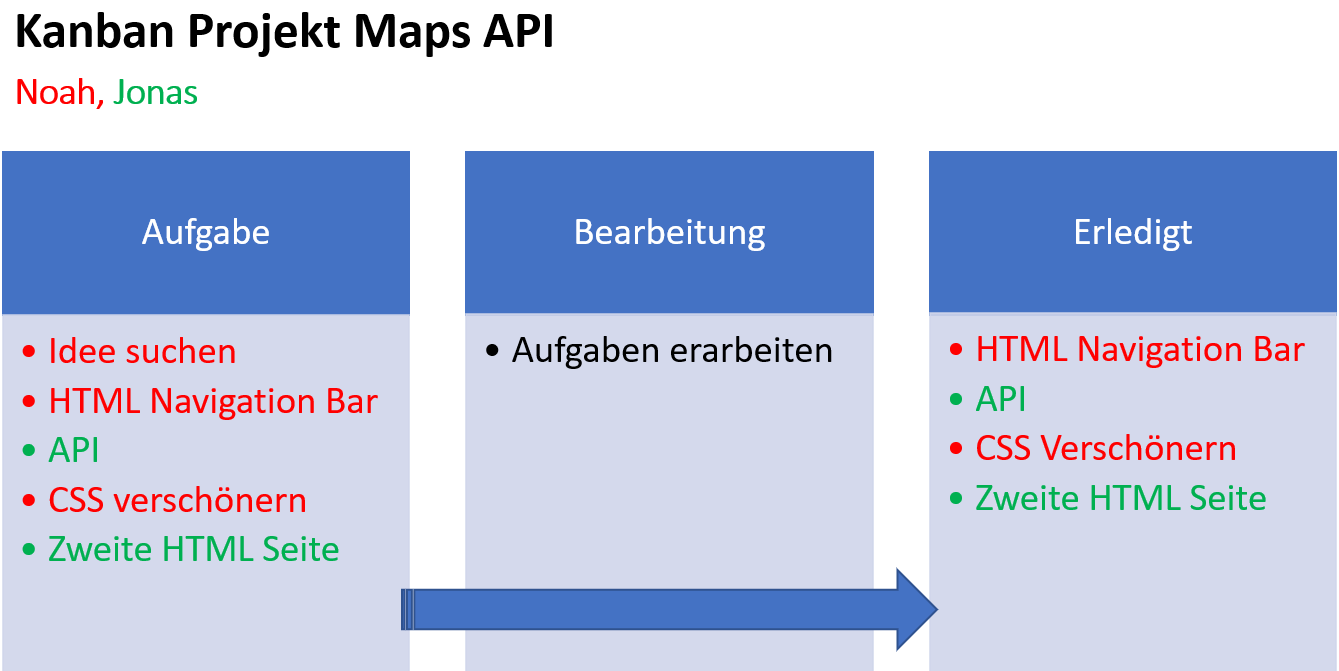 Kanban Projekt Maps API
Noah, Jonas
Aufgabe
• Idee suchen
• HTML Navigation Bar
• API
• CSS verschönern
• Zweite HTML Seite
Bearbeitung
• Aufgaben erarbeiten
Erledigt
• HTML Navigation Bar
• API
• CSS Verschönern
• Zweite HTML Seite